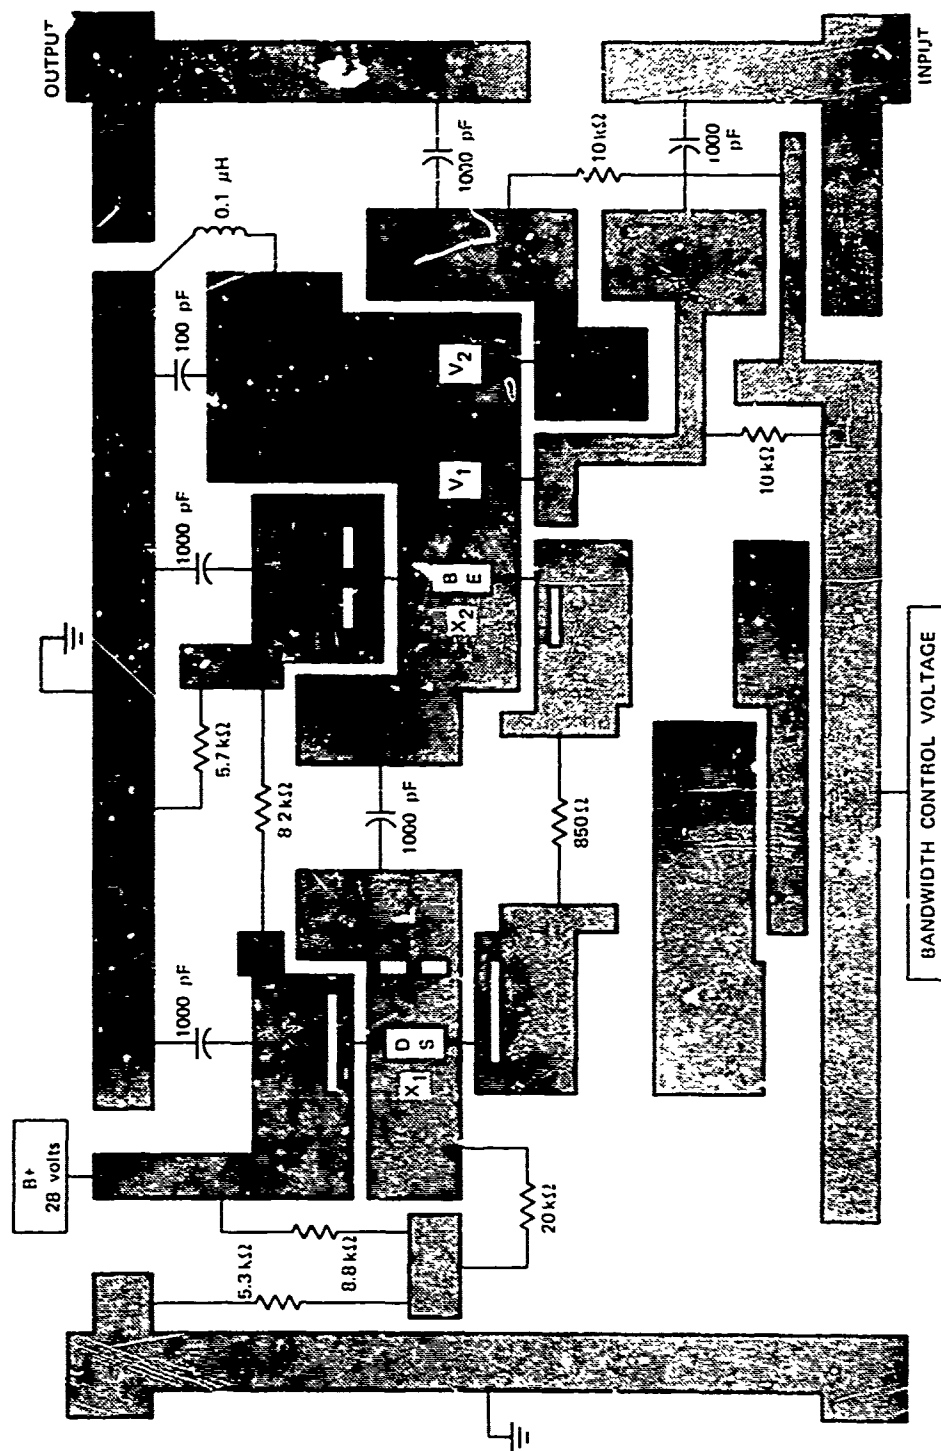 B+
28 volts
OUTPUT
1000 pF
1000 pF
100 pF
5.7 kΩ
0.1 μH
5.3 kΩ
8.2 kΩ
8.8 kΩ
X₁
D
S
1000 pF
X₂
B
E
V₁
V₂
1000 pF
20 kΩ
850 Ω
10 kΩ
1000
pF
10 kΩ
INPUT
BANDWIDTH CONTROL VOLTAGE